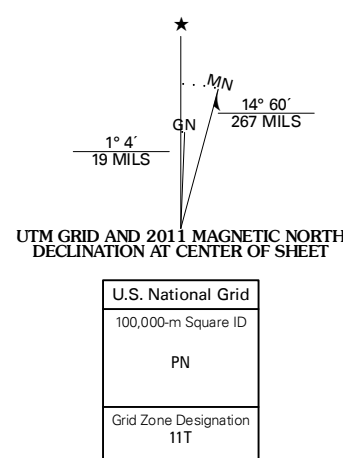 ★
MN
GN
14° 60´
267 MILS
1° 4´
19 MILS
UTM GRID AND 2011 MAGNETIC NORTH
DECLINATION AT CENTER OF SHEET
U.S. National Grid
100,000-m Square ID
PN
Grid Zone Designation
11T